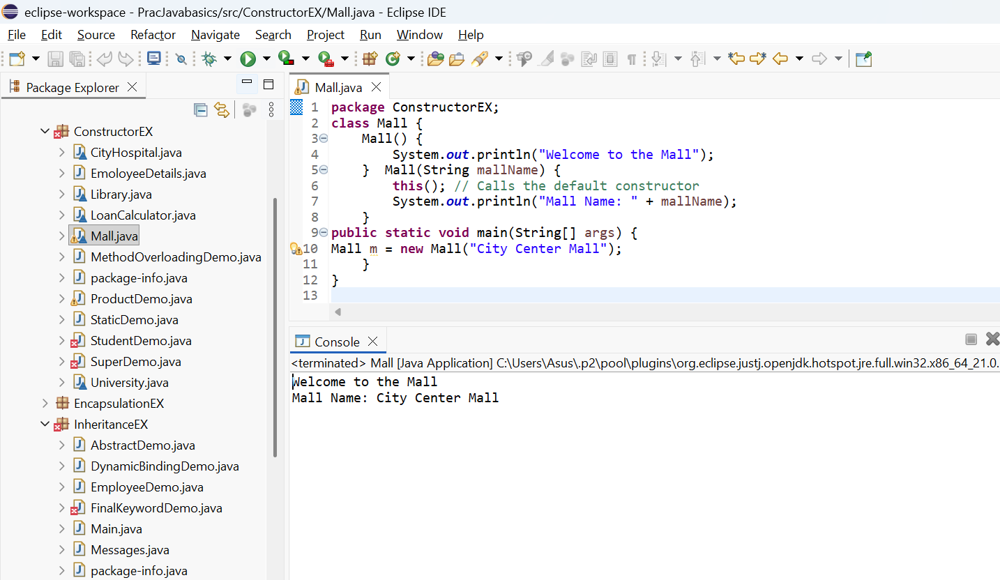 eclipse-workspace - PracJavabasics/src/ConstructorEX/Mall.java - Eclipse IDE
File Edit Source Refactor Navigate Search Project Run Window Help
Package Explorer
ConstructorEX
CityHospital.java
EmoloyeeDetails.java
Library.java
LoanCalculator.java
Mall.java
MethodOverloadingDemo.java
package-info.java
ProductDemo.java
StaticDemo.java
StudentDemo.java
SuperDemo.java
University.java
EncapsulationEX
InheritanceEX
AbstractDemo.java
DynamicBindingDemo.java
EmployeeDemo.java
FinalKeywordDemo.java
Main.java
Messages.java
package-info.java
Mall.java
1 package ConstructorEX;
2 class Mall {
3     Mall() {
4         System.out.println("Welcome to the Mall");
5     }  Mall(String mallName) {
6         this(); // Calls the default constructor
7         System.out.println("Mall Name: " + mallName);
8     }
9 public static void main(String[] args) {
10 Mall m = new Mall("City Center Mall");
11     }
12 }
13
Console
<terminated> Mall [Java Application] C:\Users\Asus\.p2\pool\plugins\org.eclipse.justj.openjdk.hotspot.jre.full.win32.x86_64_21.0.
Welcome to the Mall
Mall Name: City Center Mall